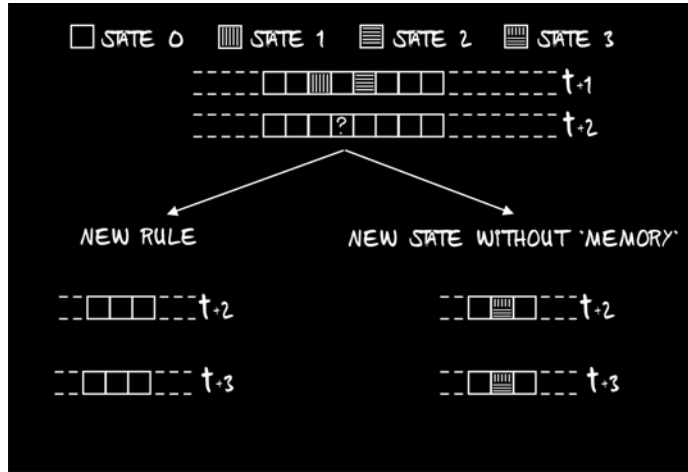 STATE 0 STATE 1 STATE 2 STATE 3
t+1
? t+2
NEW RULE NEW STATE WITHOUT "MEMORY"
t+2 t+2
t+3 t+3